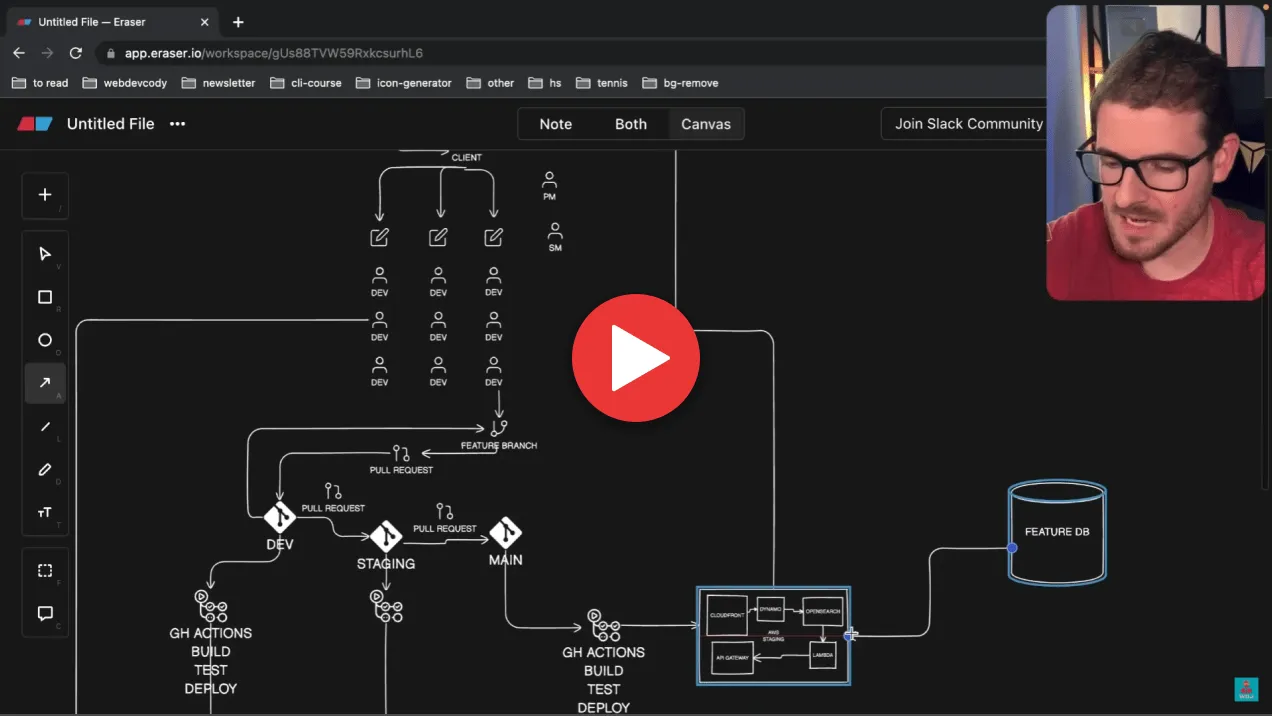 Untitled File — Eraser
app.eraser.io/workspace/gUs88TVW59RxkcsurhL6
to read
webdevcody
newsletter
cli-course
icon-generator
other
hs
tennis
bg-remove
Untitled File
Note
Both
Canvas
Join Slack Community
/
V
R
O
A
L
D
T
F
C
CLIENT
PM
SM
DEV DEV DEV
DEV DEV DEV
DEV DEV DEV
FEATURE BRANCH
PULL REQUEST
PULL REQUEST
PULL REQUEST
DEV
STAGING
MAIN
GH ACTIONS
BUILD
TEST
DEPLOY
GH ACTIONS
BUILD
TEST
DEPLOY
CLOUDFRONT
DYNAMO
OPENSEARCH
AWS
STAGING
API GATEWAY
LAMBDA
FEATURE DB
WDJ